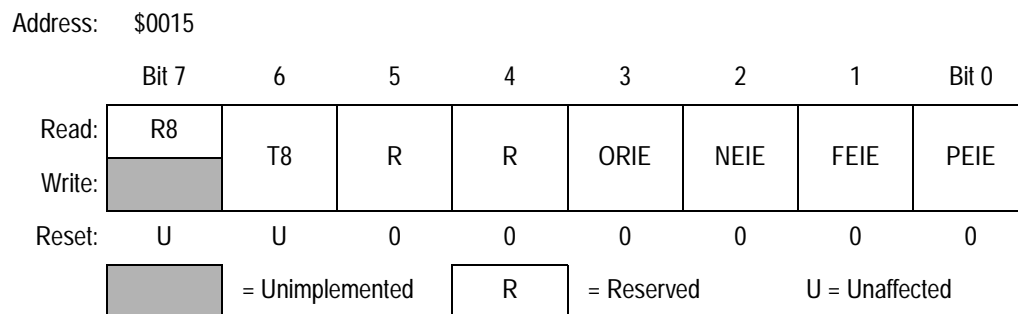 Address: $0015
Bit 7 6 5 4 3 2 1 Bit 0
Read: R8 T8 R R ORIE NEIE FEIE PEIE
Write:
Reset: U U 0 0 0 0 0 0
= Unimplemented R = Reserved U = Unaffected